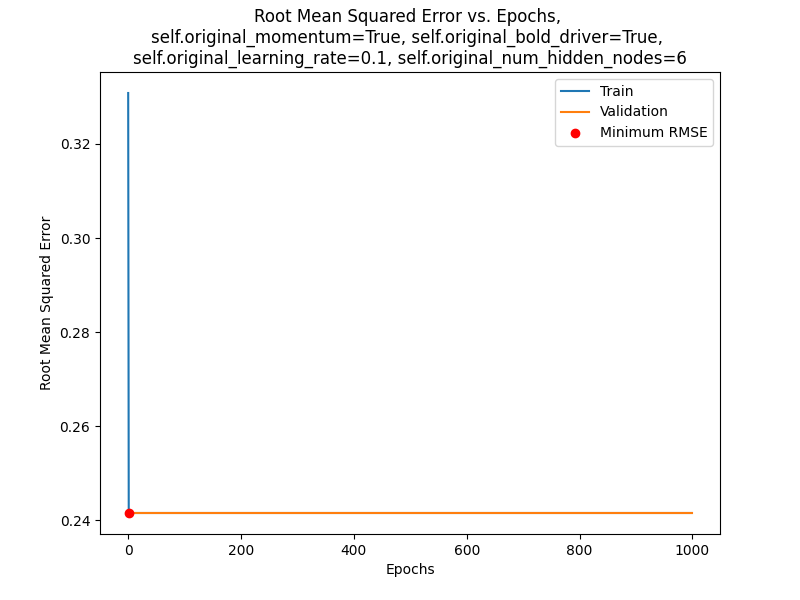 Root Mean Squared Error vs. Epochs,
self.original_momentum=True, self.original_bold_driver=True,
self.original_learning_rate=0.1, self.original_num_hidden_nodes=6
Train
Validation
Minimum RMSE
Root Mean Squared Error
0.32
0.30
0.28
0.26
0.24
0 200 400 600 800 1000
Epochs